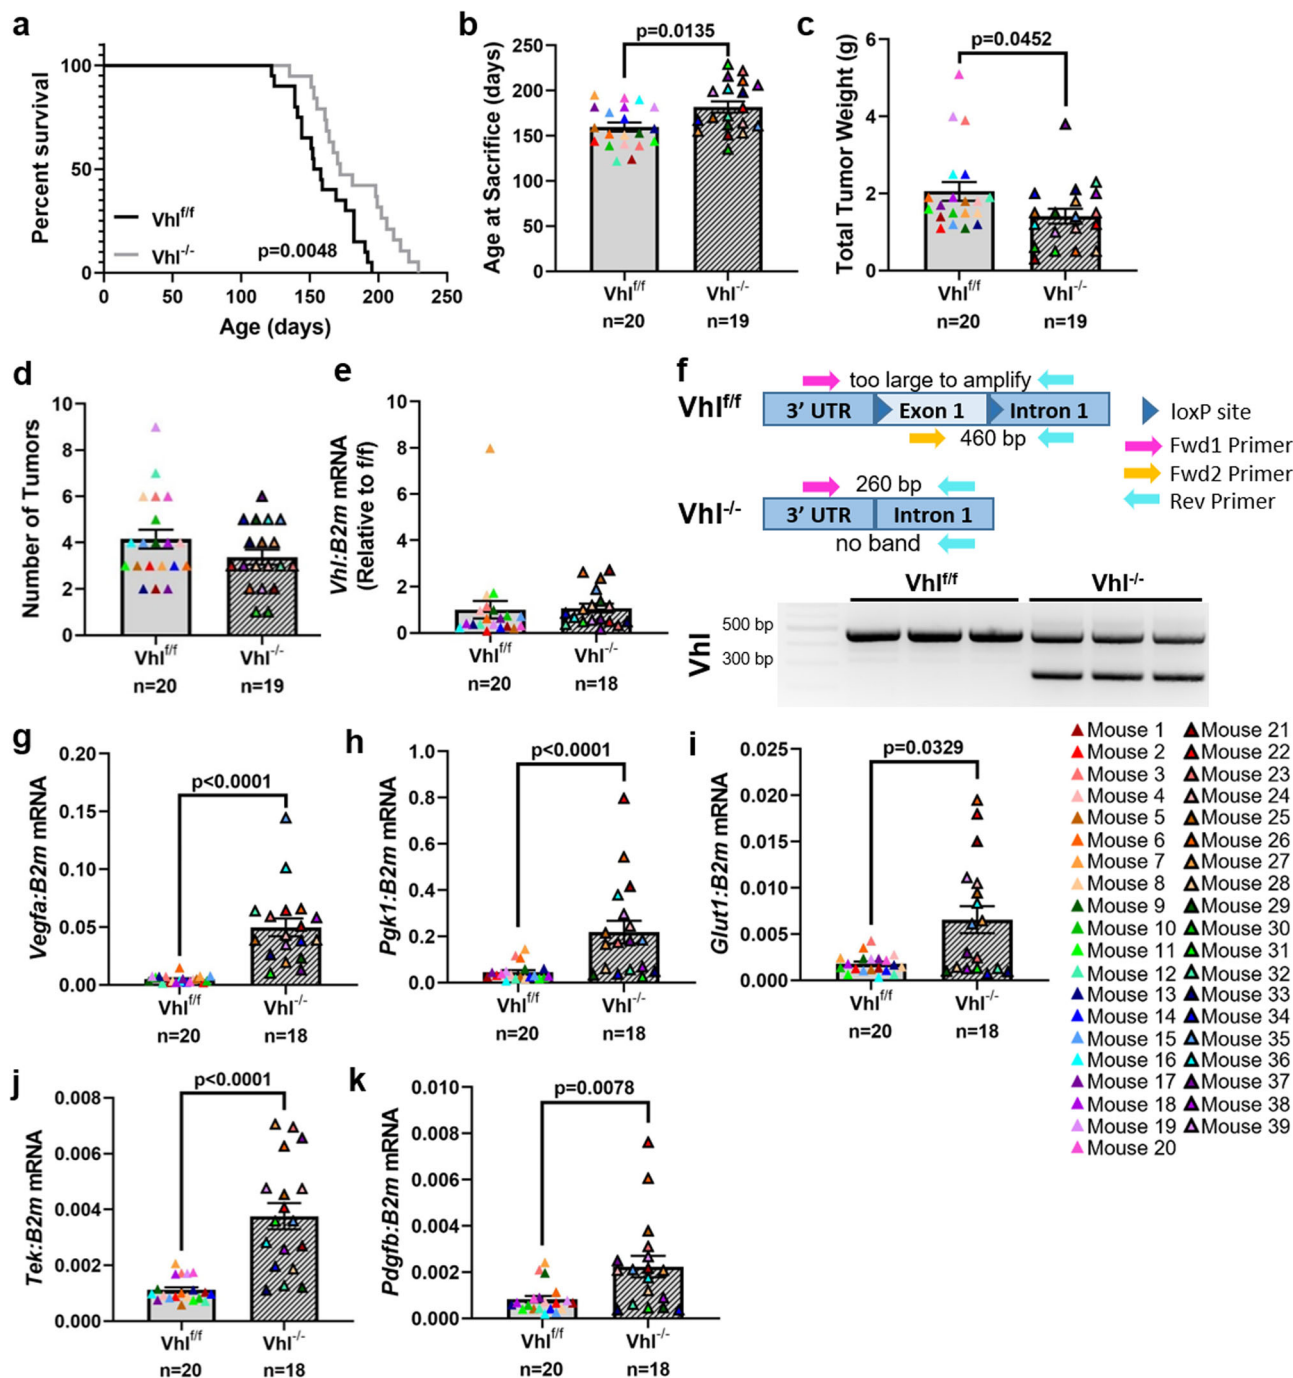 a
Percent survival
100
50
0
0 50 100 150 200 250
Age (days)
Vhl^f/f
Vhl^-/-
p=0.0048
b
Age at Sacrifice (days)
250
200
150
100
50
0
p=0.0135
Vhl^f/f Vhl^-/-
n=20 n=19
c
Total Tumor Weight (g)
6
4
2
0
p=0.0452
Vhl^f/f Vhl^-/-
n=20 n=19
d
Number of Tumors
10
8
6
4
2
0
Vhl^f/f Vhl^-/-
n=20 n=19
e
Vhl:B2m mRNA
(Relative to f/f)
10
8
6
4
2
0
Vhl^f/f Vhl^-/-
n=20 n=18
f
too large to amplify
Vhl^f/f
3' UTR Exon 1 Intron 1
460 bp
260 bp
Vhl^-/-
3' UTR Intron 1
no band
loxP site
Fwd1 Primer
Fwd2 Primer
Rev Primer
Vhl^f/f Vhl^-/-
Vhl
500 bp
300 bp
g
Vegfa:B2m mRNA
0.20
0.15
0.10
0.05
0.00
p<0.0001
Vhl^f/f Vhl^-/-
n=20 n=18
h
Pgk1:B2m mRNA
1.0
0.8
0.6
0.4
0.2
0.0
p<0.0001
Vhl^f/f Vhl^-/-
n=20 n=18
i
Glut1:B2m mRNA
0.025
0.020
0.015
0.010
0.005
0.000
p=0.0329
Vhl^f/f Vhl^-/-
n=20 n=18
Mouse 1 Mouse 21
Mouse 2 Mouse 22
Mouse 3 Mouse 23
Mouse 4 Mouse 24
Mouse 5 Mouse 25
Mouse 6 Mouse 26
Mouse 7 Mouse 27
Mouse 8 Mouse 28
Mouse 9 Mouse 29
Mouse 10 Mouse 30
Mouse 11 Mouse 31
Mouse 12 Mouse 32
Mouse 13 Mouse 33
Mouse 14 Mouse 34
Mouse 15 Mouse 35
Mouse 16 Mouse 36
Mouse 17 Mouse 37
Mouse 18 Mouse 38
Mouse 19 Mouse 39
Mouse 20
j
Tek:B2m mRNA
0.008
0.006
0.004
0.002
0.000
p<0.0001
Vhl^f/f Vhl^-/-
n=20 n=18
k
Pdgfb:B2m mRNA
0.010
0.008
0.006
0.004
0.002
0.000
p=0.0078
Vhl^f/f Vhl^-/-
n=20 n=18